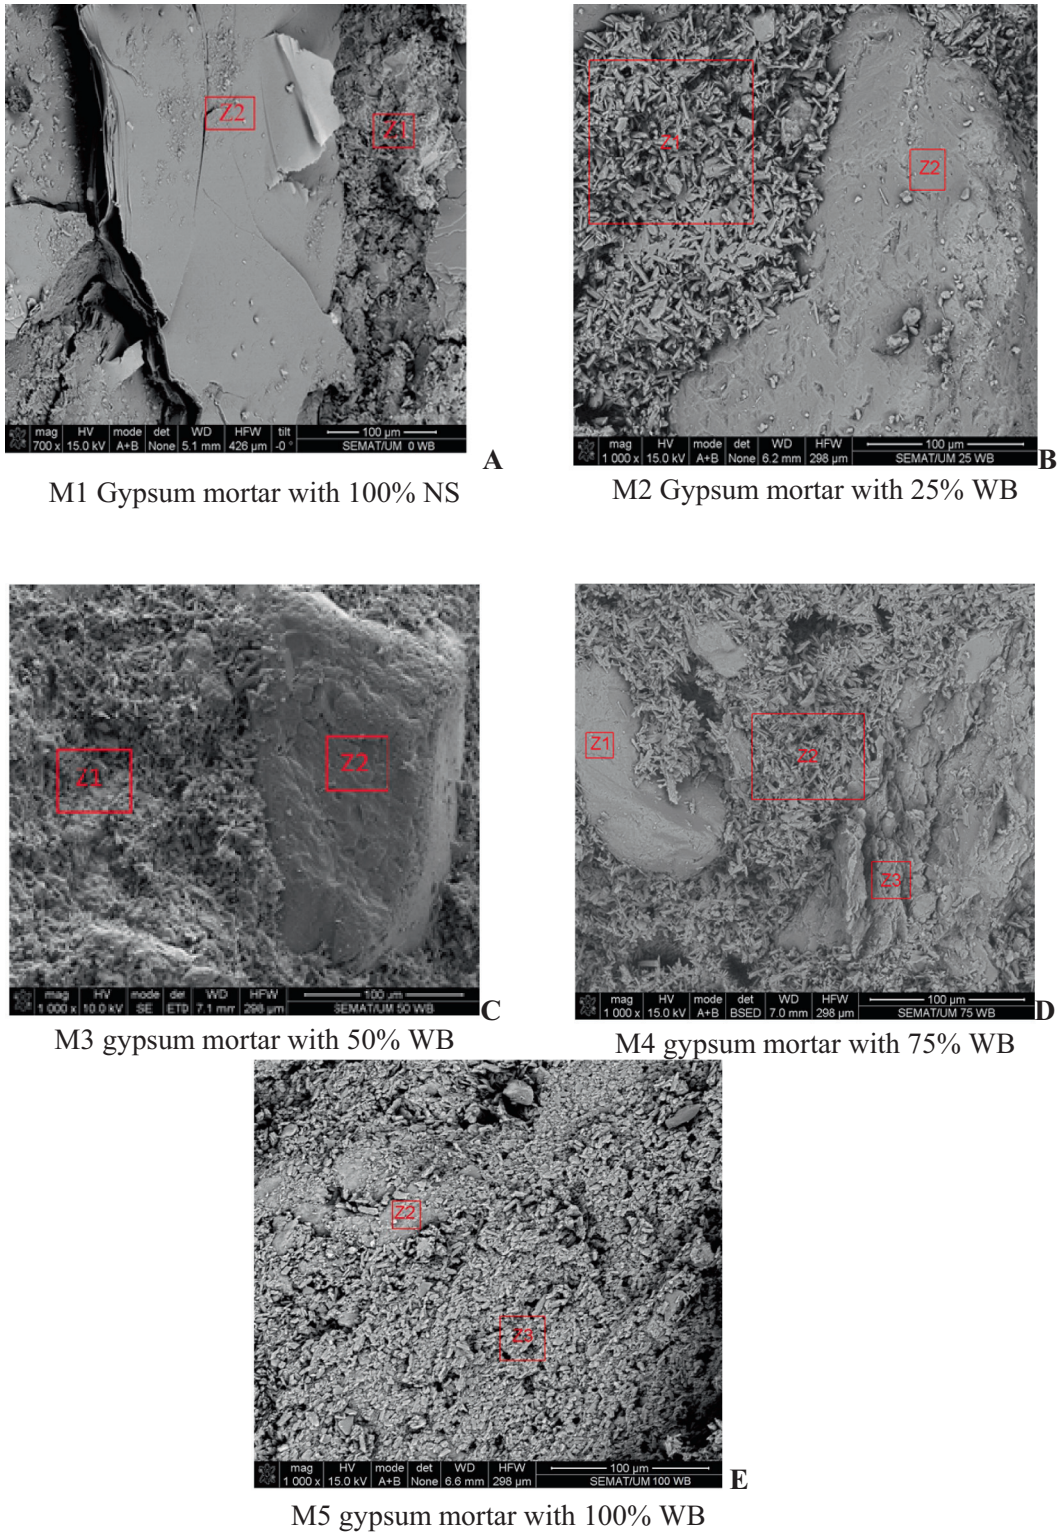 Z2
Z1
mag HV mode det WD HFW tilt 100 µm
700 x 15.0 kV A+B None 5.1 mm 426 µm -0 ° SEMAT/UM 0 WB
A
M1 Gypsum mortar with 100% NS
Z1
Z2
mag HV mode det WD HFW 100 µm
1 000 x 15.0 kV A+B None 6.2 mm 298 µm SEMAT/UM 25 WB
B
M2 Gypsum mortar with 25% WB
Z1
Z2
mag HV mode det WD HFW 100 µm
1 000 x 10.0 kV SE ETD 7.1 mm 298 µm SEMAT/UM 50 WB
C
M3 gypsum mortar with 50% WB
Z1
Z2
Z3
mag HV mode det WD HFW 100 µm
1 000 x 15.0 kV A+B BSED 7.0 mm 298 µm SEMAT/UM 75 WB
D
M4 gypsum mortar with 75% WB
Z2
Z3
mag HV mode det WD HFW 100 µm
1 000 x 15.0 kV A+B None 6.6 mm 298 µm SEMAT/UM 100 WB
E
M5 gypsum mortar with 100% WB